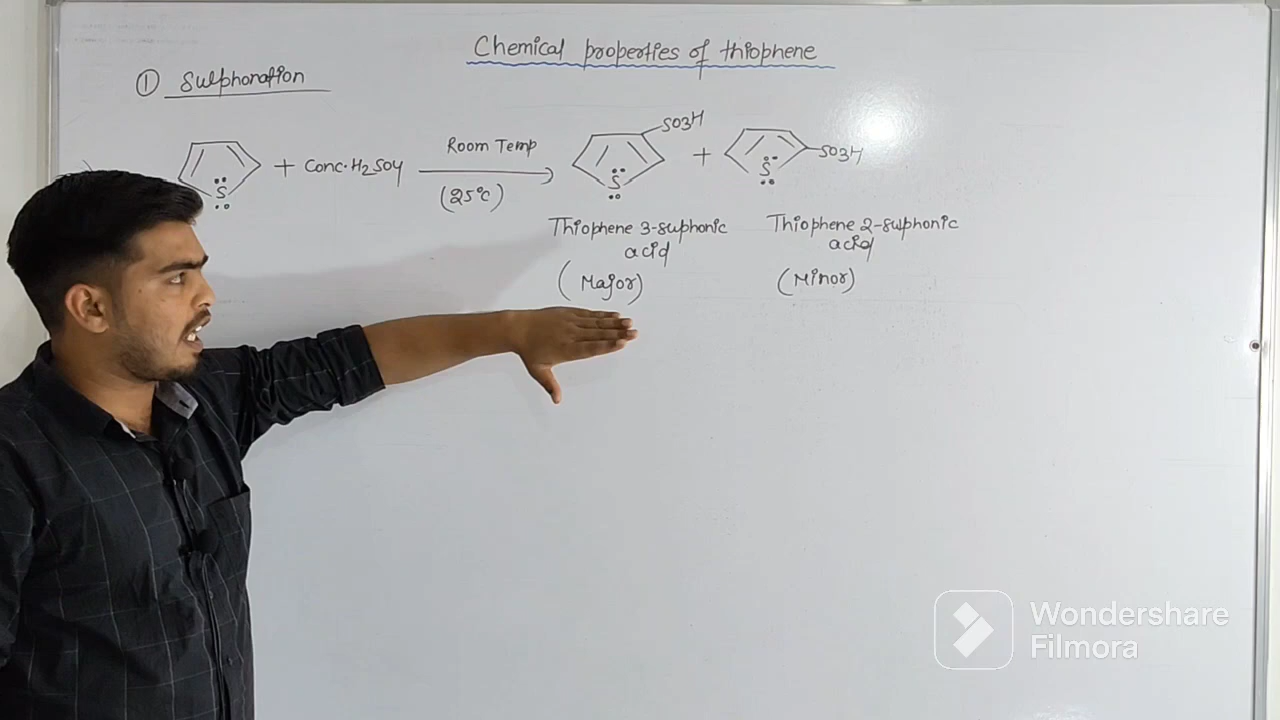 Chemical properties of thiophene
① Sulphonation
S + Conc. H2SO4 Room Temp (25°C) S SO3H + S SO3H
Thiophene 3-suphonic acid
(Major)
Thiophene 2-sulphonic acid
(Minor)
Wondershare
Filmora